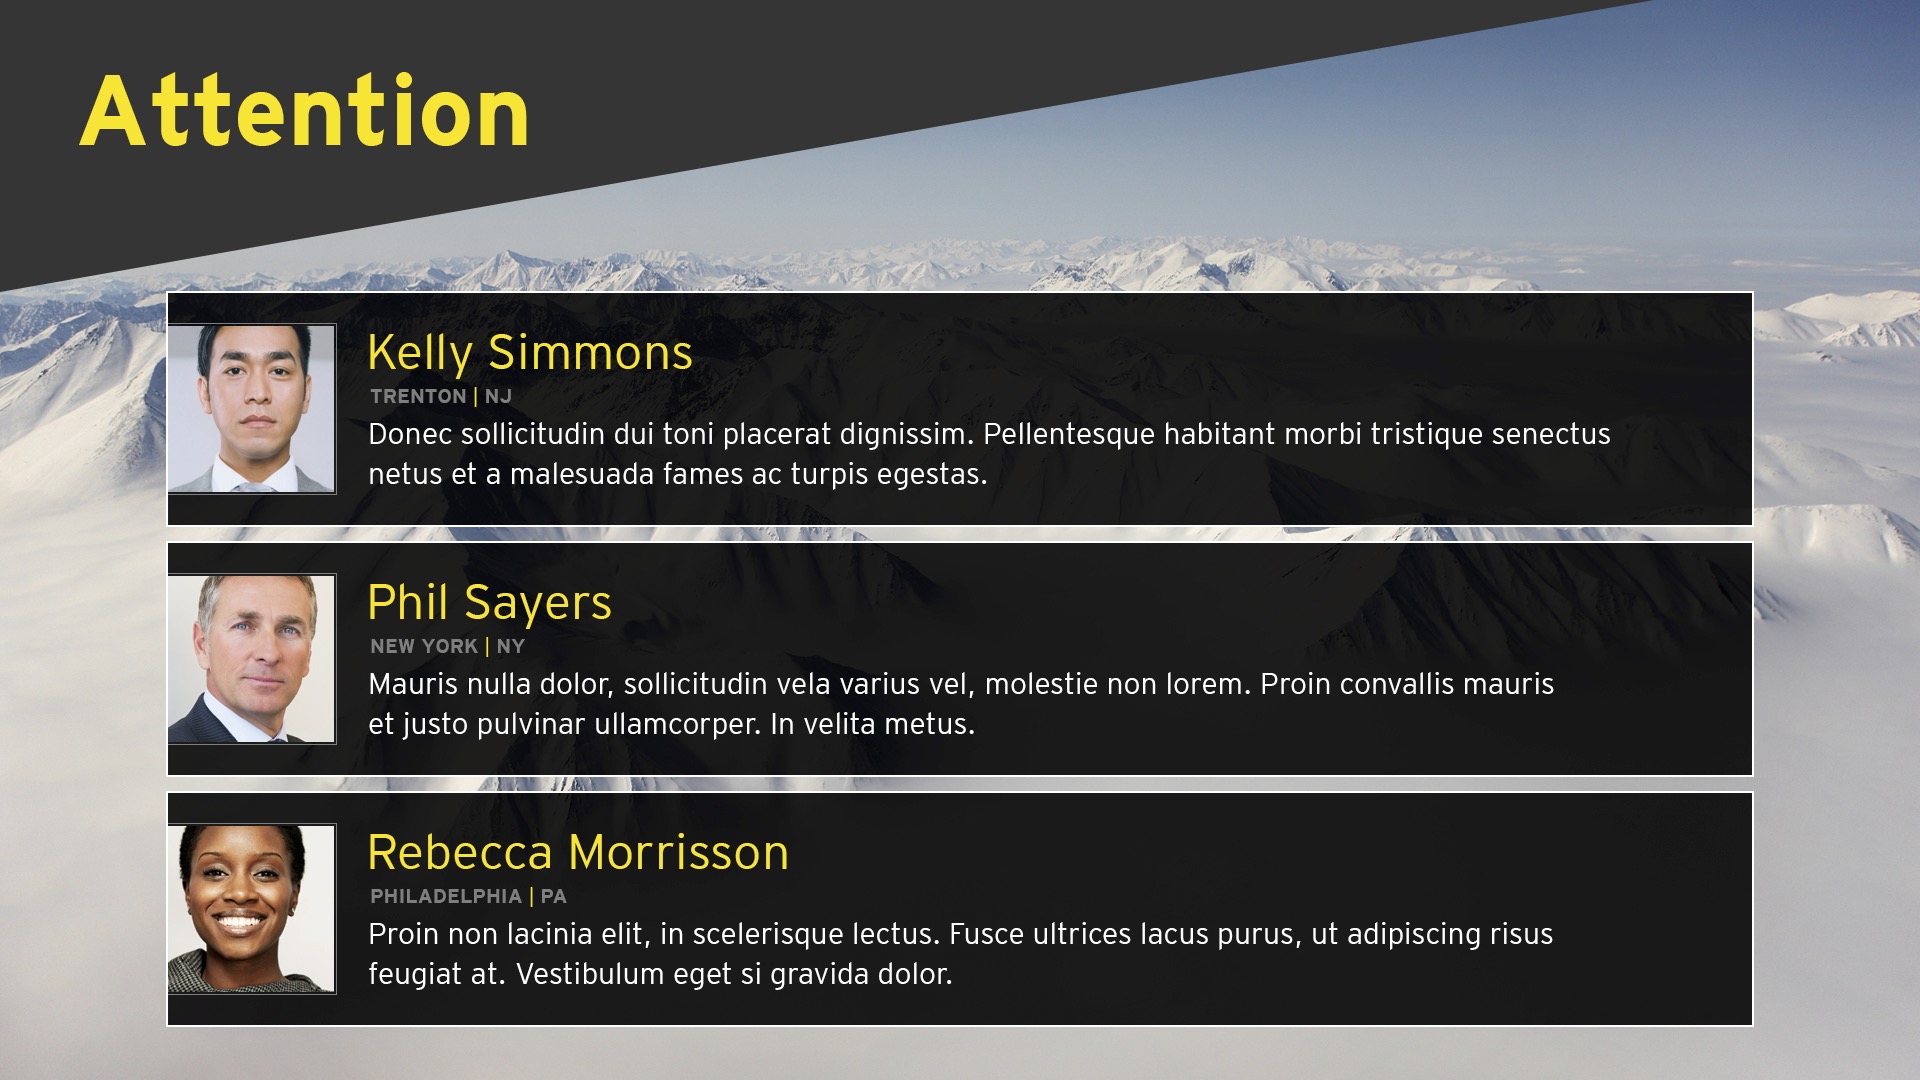 Attention
Kelly Simmons
TRENTON | NJ
Donec sollicitudin dui toni placerat dignissim. Pellentesque habitant morbi tristique senectus
netus et a malesuada fames ac turpis egestas.
Phil Sayers
NEW YORK | NY
Mauris nulla dolor, sollicitudin vela varius vel, molestie non lorem. Proin convallis mauris
et justo pulvinar ullamcorper. In velita metus.
Rebecca Morrisson
PHILADELPHIA | PA
Proin non lacinia elit, in scelerisque lectus. Fusce ultrices lacus purus, ut adipiscing risus
feugiat at. Vestibulum eget si gravida dolor.